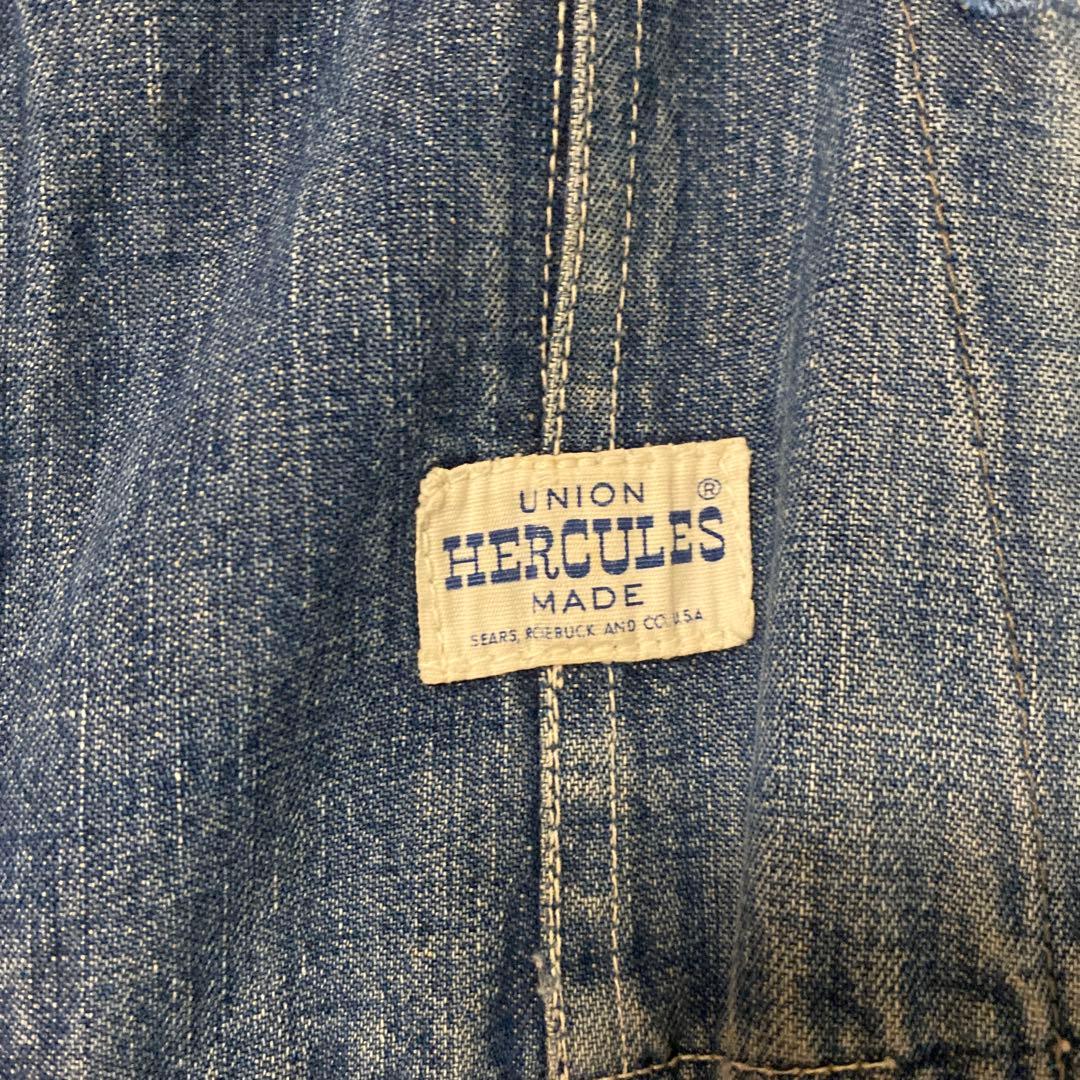 UNION ®
HERCULES
MADE
SEARS, ROEBUCK AND CO. U.S.A